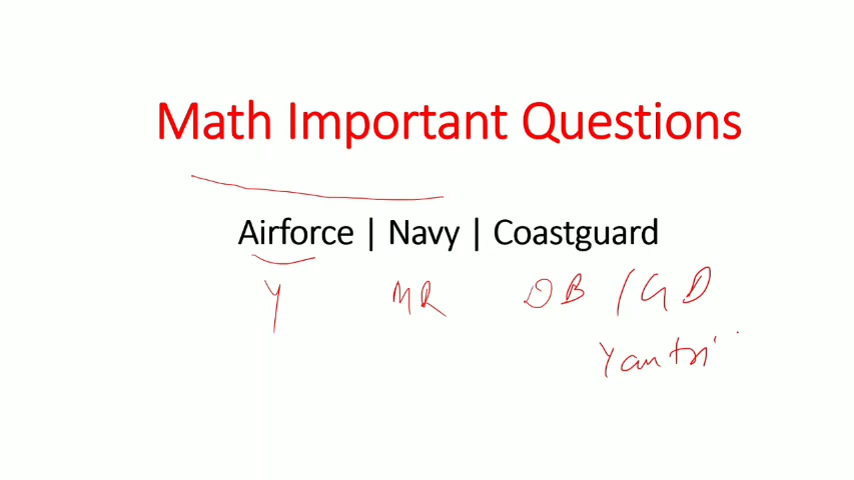 Math Important Questions
Airforce | Navy | Coastguard
Y MR DB / GD
Yantri